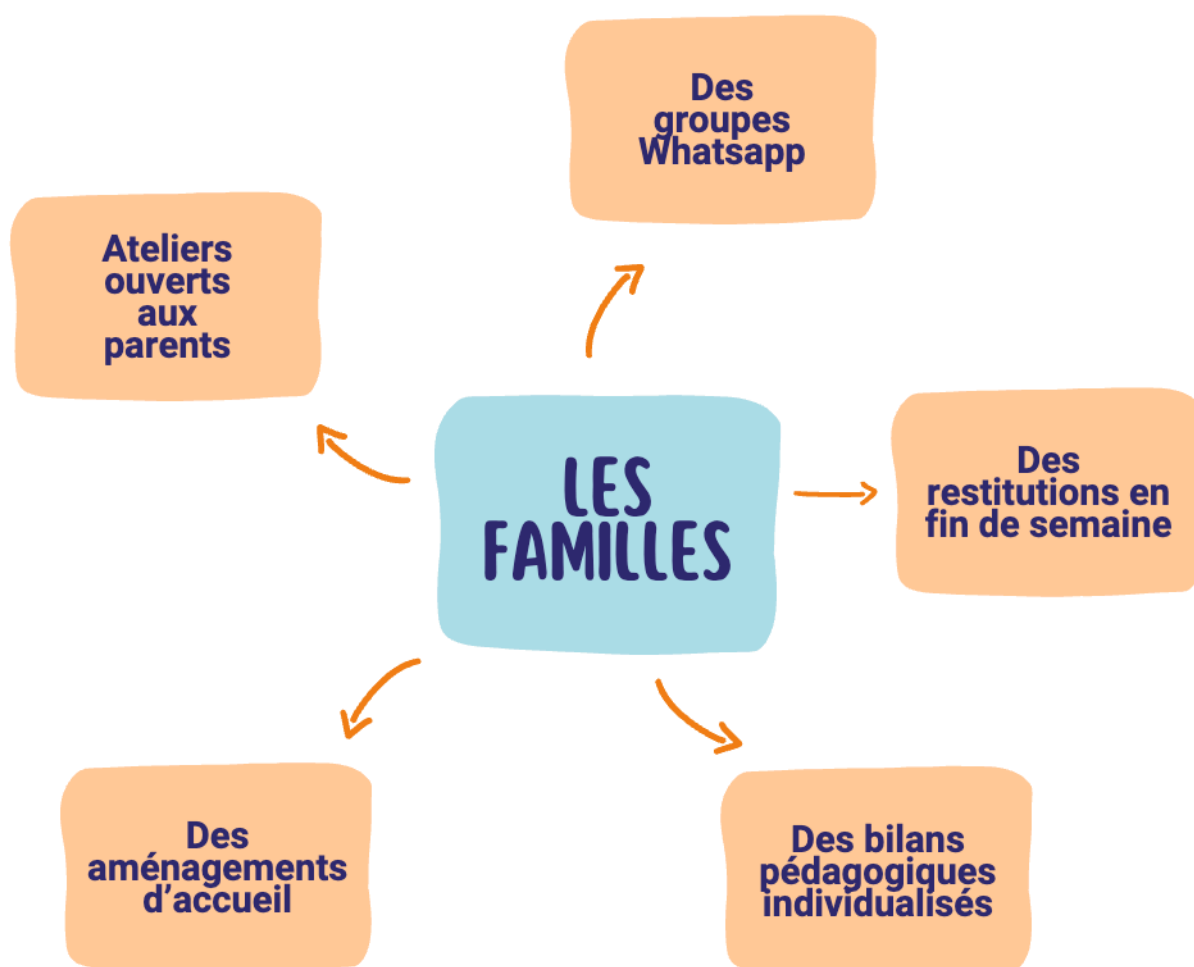 Des
groupes
Whatsapp
Ateliers
ouverts
aux
parents
LES
FAMILLES
Des
restitutions en
fin de semaine
Des
aménagements
d'accueil
Des bilans
pédagogiques
individualisés